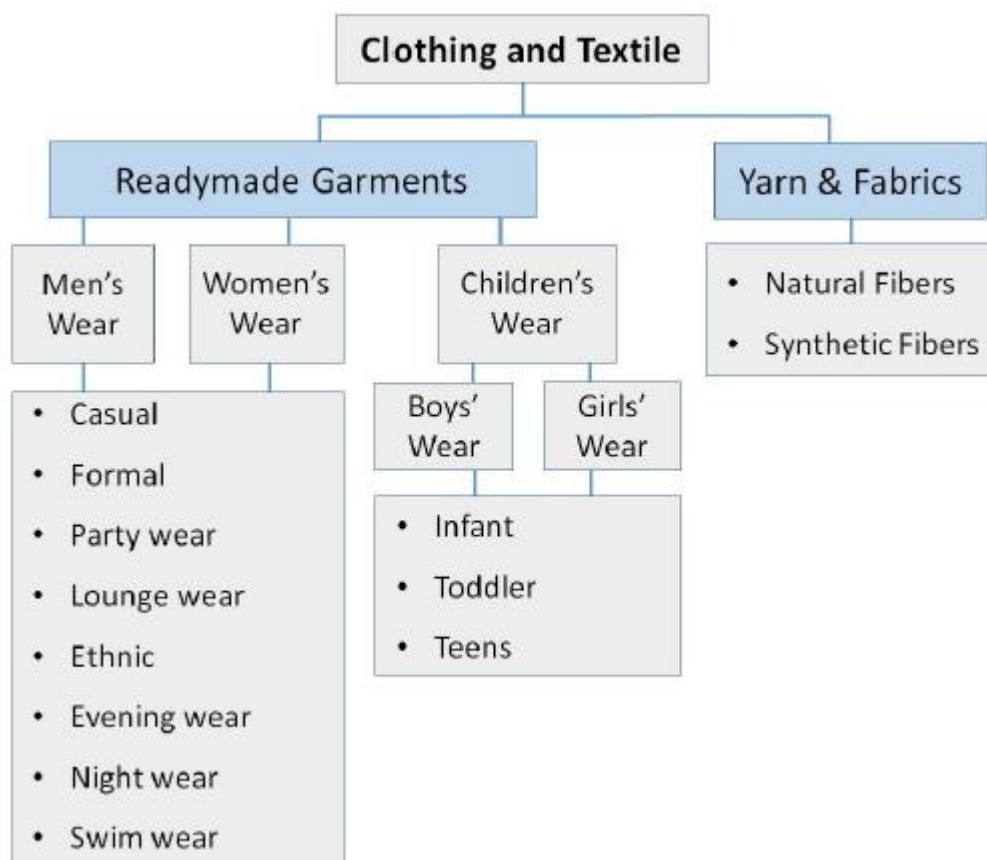 Clothing and Textile
Readymade Garments
Yarn & Fabrics
Men's
Wear
Women's
Wear
Children's
Wear
• Natural Fibers
• Synthetic Fibers
Boys'
Wear
Girls'
Wear
• Casual
• Formal
• Party wear
• Lounge wear
• Ethnic
• Evening wear
• Night wear
• Swim wear
• Infant
• Toddler
• Teens